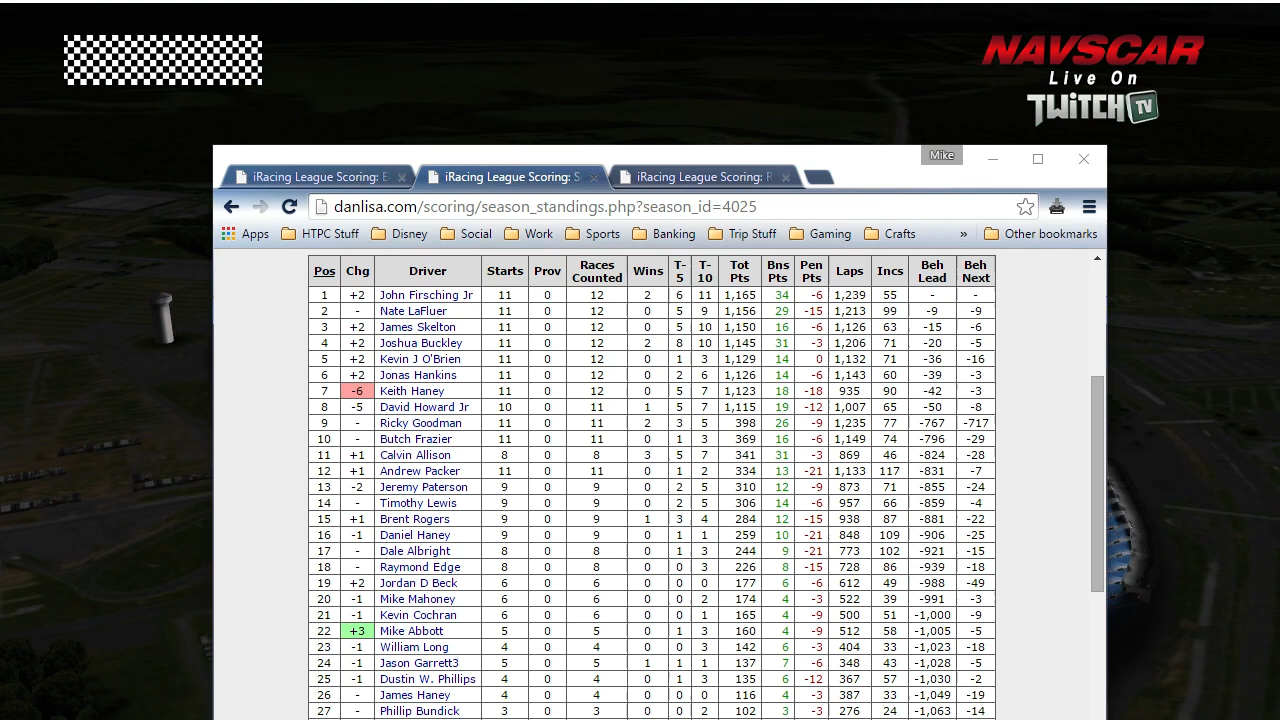 NAVSCAR
Live On
TWiTCH TV
Mike
iRacing League Scoring: E
iRacing League Scoring: S
iRacing League Scoring: R
danlisa.com/scoring/season_standings.php?season_id=4025
Apps HTPC Stuff Disney Social Work Sports Banking Trip Stuff Gaming Crafts » Other bookmarks
Pos Chg Driver Starts Prov Races Counted Wins T-5 T-10 Tot Pts Bns Pts Pen Pts Laps Incs Beh Lead Beh Next
1 +2 John Firsching Jr 11 0 12 2 6 11 1,165 34 -6 1,239 55 - -
2 - Nate LaFluer 11 0 12 0 5 9 1,156 29 -15 1,213 99 -9 -9
3 +2 James Skelton 11 0 12 0 5 10 1,150 16 -6 1,126 63 -15 -6
4 +2 Joshua Buckley 11 0 12 2 8 10 1,145 31 -3 1,206 71 -20 -5
5 +2 Kevin J O'Brien 11 0 12 0 1 3 1,129 14 0 1,132 71 -36 -16
6 +2 Jonas Hankins 11 0 12 0 2 6 1,126 14 -6 1,143 60 -39 -3
7 -6 Keith Haney 11 0 12 0 5 7 1,123 18 -18 935 90 -42 -3
8 -5 David Howard Jr 10 0 11 1 5 7 1,115 19 -12 1,007 65 -50 -8
9 - Ricky Goodman 11 0 11 2 3 5 398 26 -9 1,235 77 -767 -717
10 - Butch Frazier 11 0 11 0 1 3 369 16 -6 1,149 74 -796 -29
11 +1 Calvin Allison 8 0 8 3 5 7 341 31 -3 869 46 -824 -28
12 +1 Andrew Packer 11 0 11 0 1 2 334 13 -21 1,133 117 -831 -7
13 -2 Jeremy Paterson 9 0 9 0 2 5 310 12 -9 873 71 -855 -24
14 - Timothy Lewis 9 0 9 0 2 5 306 14 -6 957 66 -859 -4
15 +1 Brent Rogers 9 0 9 1 3 4 284 12 -15 938 87 -881 -22
16 -1 Daniel Haney 9 0 9 0 1 1 259 10 -21 848 109 -906 -25
17 - Dale Albright 8 0 8 0 1 3 244 9 -21 773 102 -921 -15
18 - Raymond Edge 8 0 8 0 0 3 226 8 -15 728 86 -939 -18
19 +2 Jordan D Beck 6 0 6 0 0 0 177 6 -6 612 49 -988 -49
20 -1 Mike Mahoney 6 0 6 0 0 2 174 4 -3 522 39 -991 -3
21 -1 Kevin Cochran 6 0 6 0 0 1 165 4 -9 500 51 -1,000 -9
22 +3 Mike Abbott 5 0 5 0 1 3 160 4 -9 512 58 -1,005 -5
23 -1 William Long 4 0 4 0 0 3 142 6 -3 404 33 -1,023 -18
24 -1 Jason Garrett3 5 0 5 1 1 1 137 7 -6 348 43 -1,028 -5
25 -1 Dustin W. Phillips 4 0 4 0 1 3 135 6 -12 367 57 -1,030 -2
26 - James Haney 4 0 4 0 0 0 116 4 -3 387 33 -1,049 -19
27 - Phillip Bundick 3 0 3 0 0 2 102 3 -3 276 24 -1,063 -14